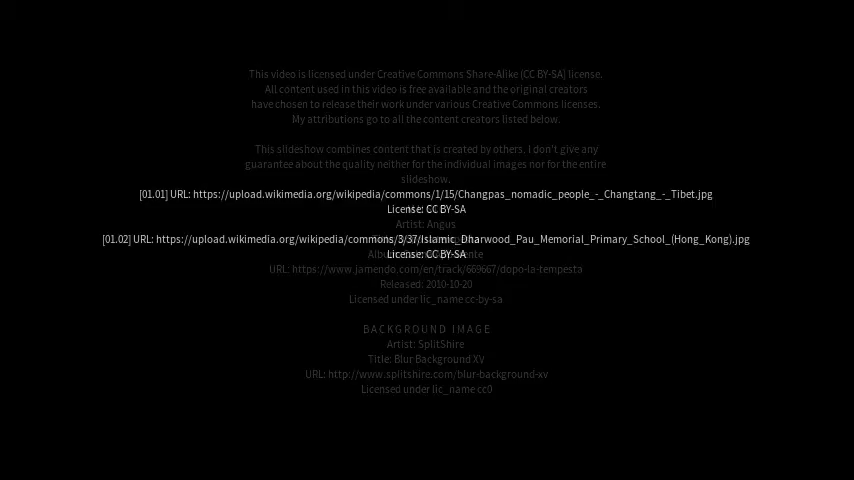 This video is licensed under Creative Commons Share-Alike (CC BY-SA) license.
All content used in this video is free available and the original creators
have chosen to release their work under various Creative Commons licenses.
My attributions go to all the content creators listed below.
This slideshow combines content that is created by others. I don't give any
guarantee about the quality neither for the individual images nor for the entire
slideshow.
[01.01] URL: https://upload.wikimedia.org/wikipedia/commons/1/15/Changpas_nomadic_people_-_Changtang_-_Tibet.jpg
License: CC BY-SA
Artist: Angus
[01.02] URL: https://upload.wikimedia.org/wikipedia/commons/3/37/Islamic_Dharwood_Pau_Memorial_Primary_School_(Hong_Kong).jpg
License: CC BY-SA
URL: https://www.jamendo.com/en/track/669667/dopo-la-tempesta
Released: 2010-10-20
Licensed under lic_name cc-by-sa
BACKGROUND IMAGE
Artist: SplitShire
Title: Blur Background XV
URL: http://www.splitshire.com/blur-background-xv
Licensed under lic_name cc0